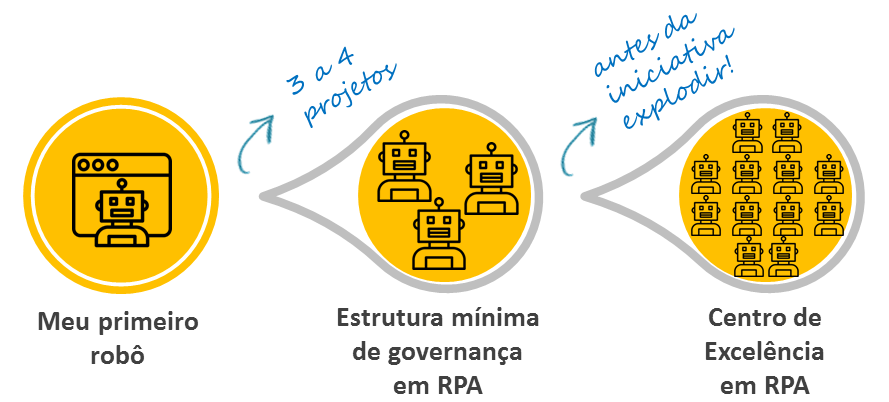 Meu primeiro
robô
3 a 4
projetos
Estrutura mínima
de governança
em RPA
antes da
iniciativa
explodir!
Centro de
Excelência
em RPA